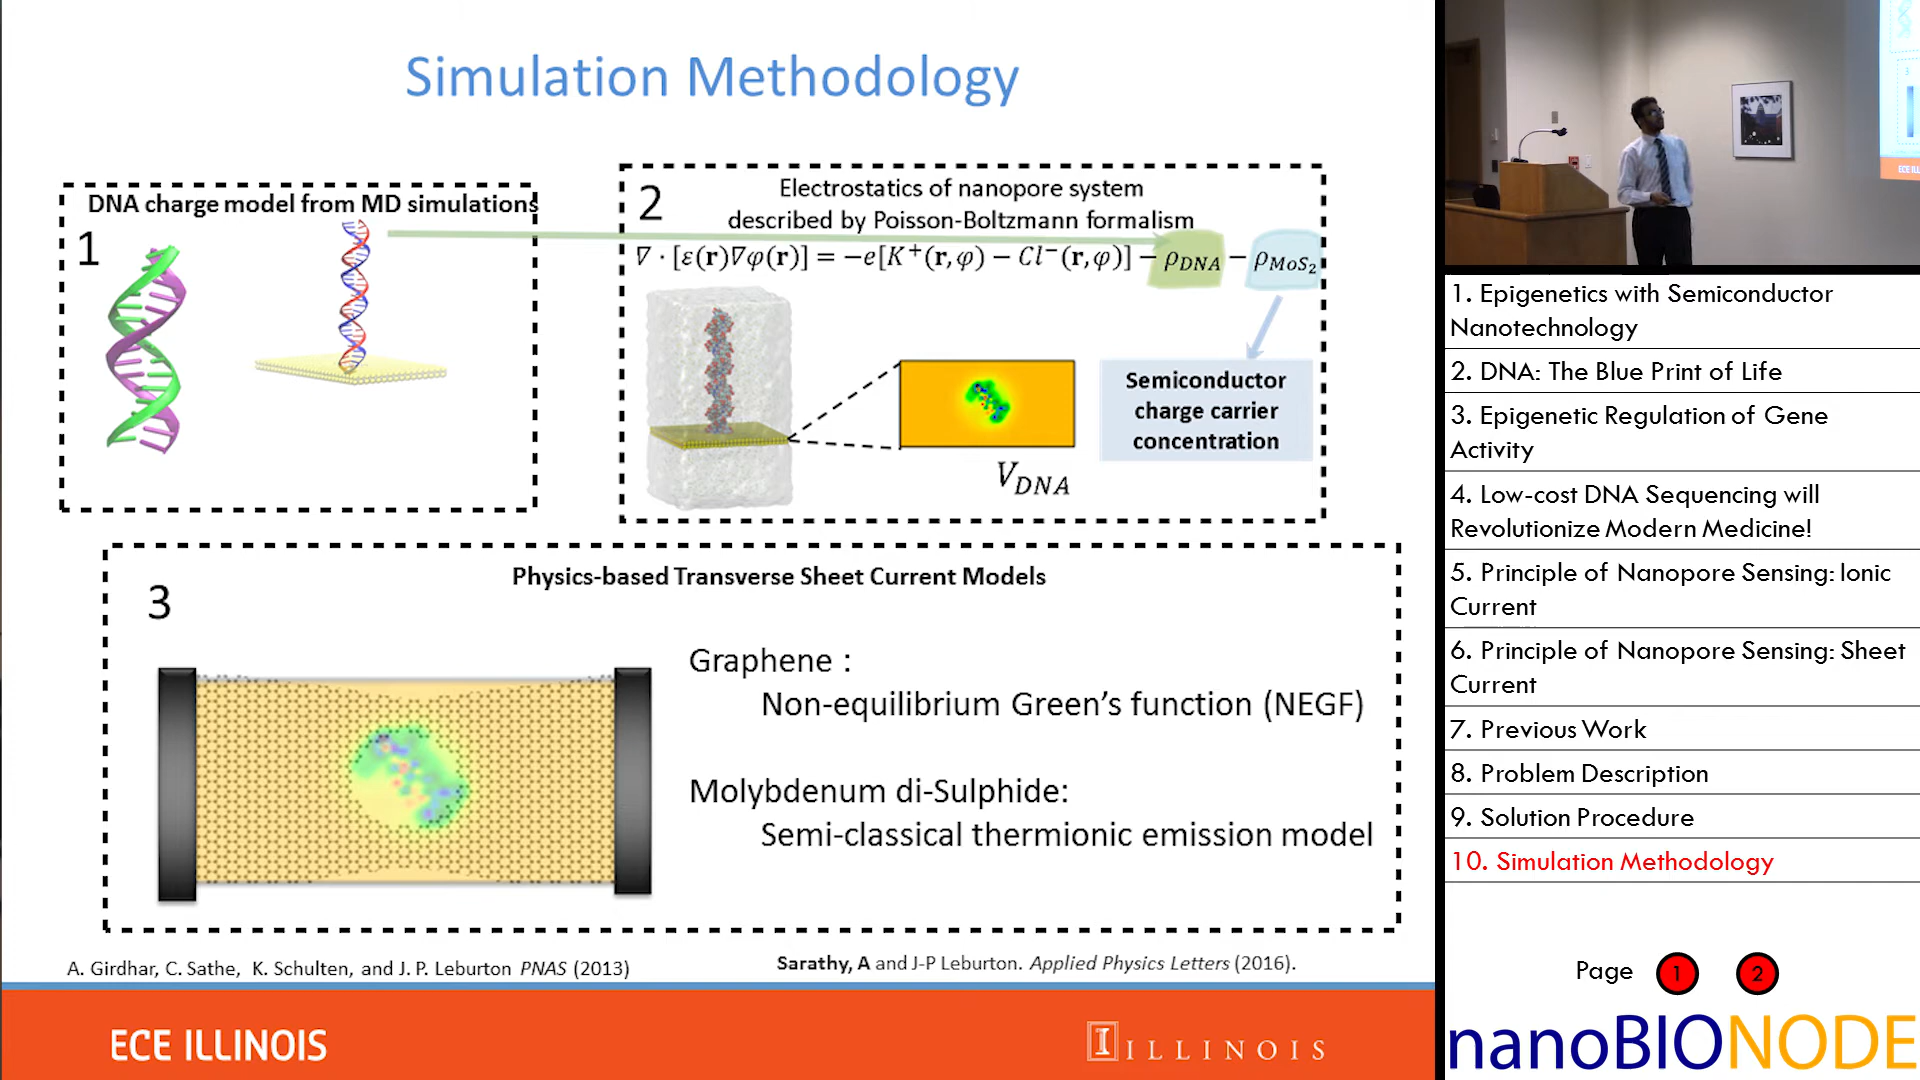 Simulation Methodology
DNA charge model from MD simulations
1
2
Electrostatics of nanopore system
described by Poisson-Boltzmann formalism
∇ · [ε(r)∇φ(r)] = −e[K⁺(r,φ) − Cl⁻(r,φ)] − ρ_DNA − ρ_MoS₂
V_DNA
Semiconductor
charge carrier
concentration
Physics-based Transverse Sheet Current Models
3
Graphene :
Non-equilibrium Green's function (NEGF)
Molybdenum di-Sulphide:
Semi-classical thermionic emission model
A. Girdhar, C. Sathe, K. Schulten, and J. P. Leburton PNAS (2013)
Sarathy, A and J-P Leburton. Applied Physics Letters (2016).
ECE ILLINOIS
I ILLINOIS
1. Epigenetics with Semiconductor
Nanotechnology
2. DNA: The Blue Print of Life
3. Epigenetic Regulation of Gene
Activity
4. Low-cost DNA Sequencing will
Revolutionize Modern Medicine!
5. Principle of Nanopore Sensing: Ionic
Current
6. Principle of Nanopore Sensing: Sheet
Current
7. Previous Work
8. Problem Description
9. Solution Procedure
10. Simulation Methodology
Page 1 2
nanoBIONODE